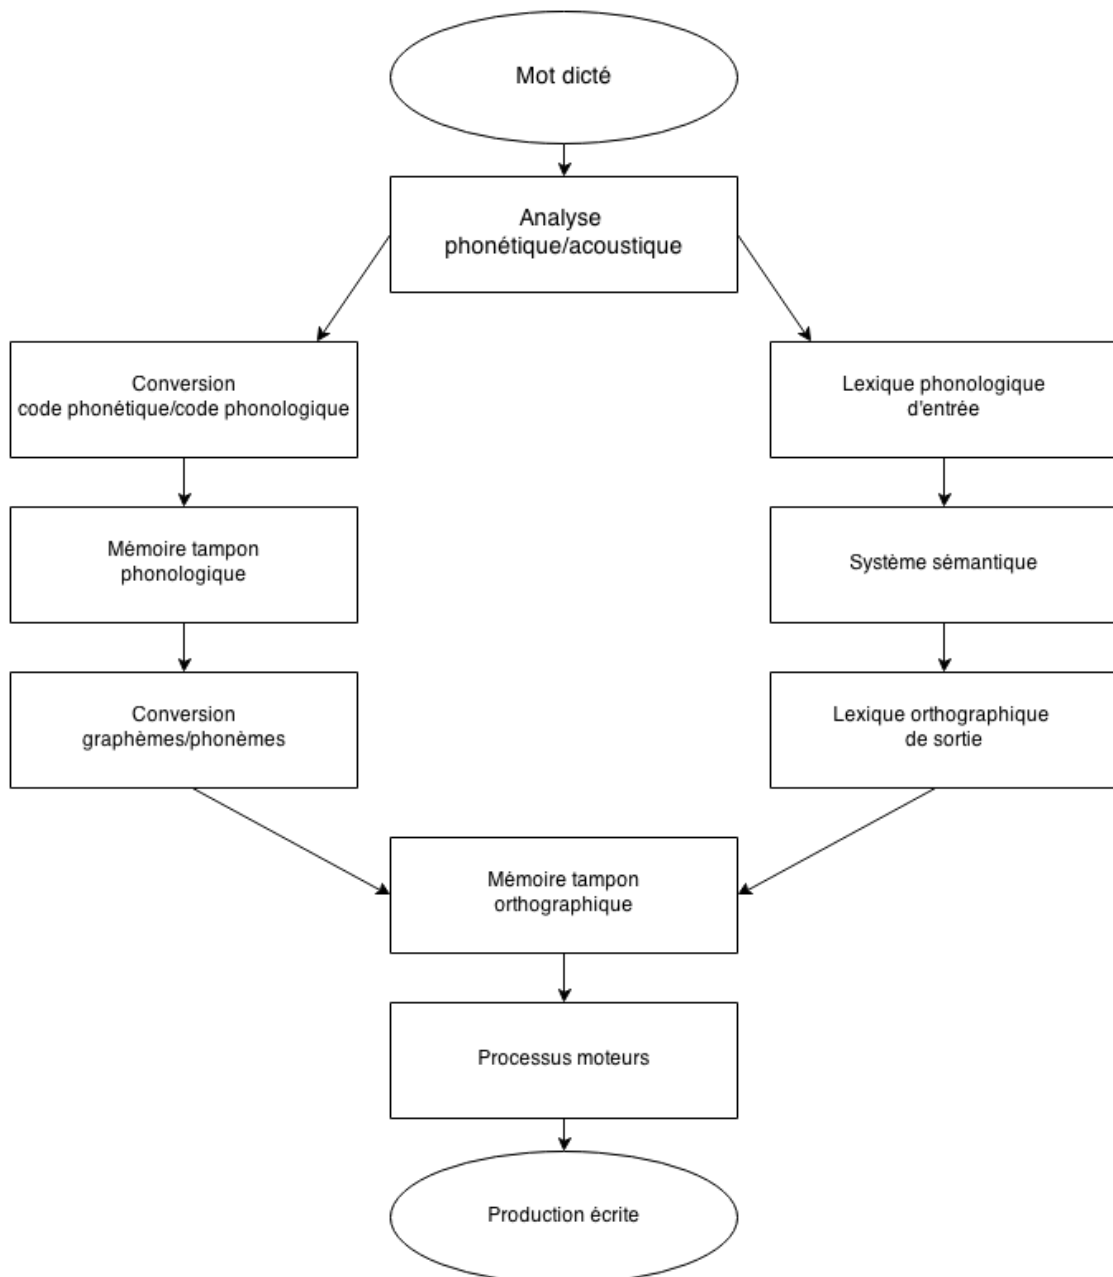 Mot dicté
Analyse
phonétique/acoustique
Conversion
code phonétique/code phonologique
Lexique phonologique
d'entrée
Mémoire tampon
phonologique
Système sémantique
Conversion
graphèmes/phonèmes
Lexique orthographique
de sortie
Mémoire tampon
orthographique
Processus moteurs
Production écrite